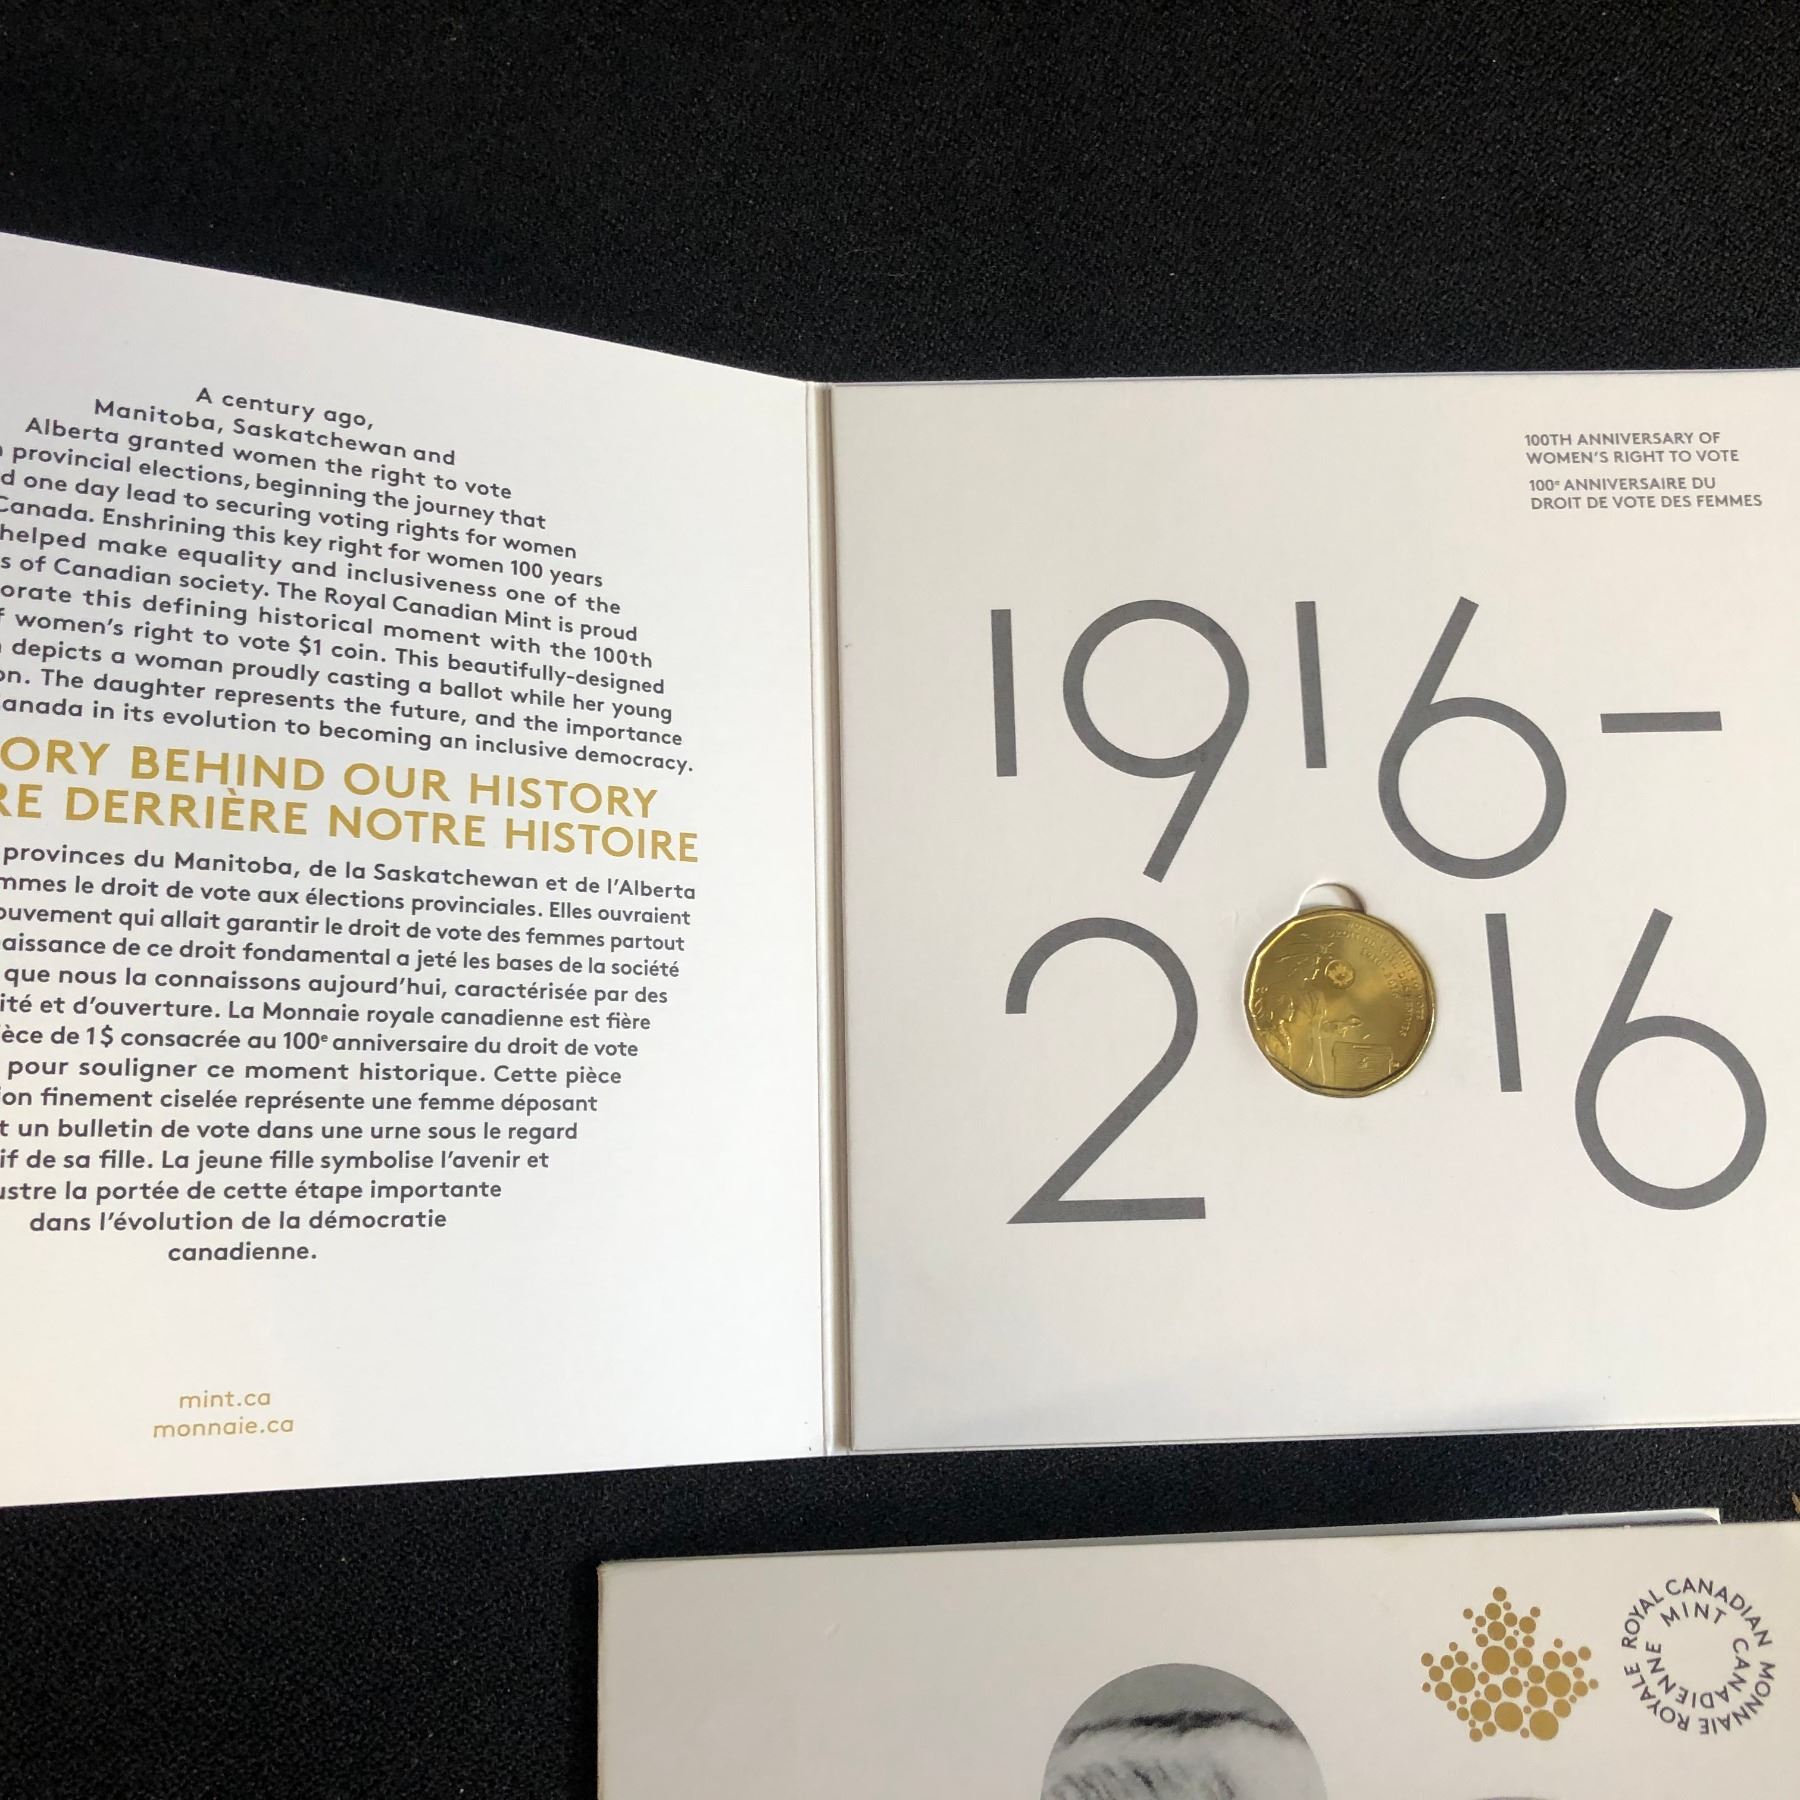 A century ago,
Manitoba, Saskatchewan and
Alberta granted women the right to vote
provincial elections, beginning the journey that
one day lead to securing voting rights for women
Canada. Enshrining this key right for women 100 years
helped make equality and inclusiveness one of the
of Canadian society. The Royal Canadian Mint is proud
this defining historical moment with the 100th
women's right to vote $1 coin. This beautifully-designed
depicts a woman proudly casting a ballot while her young
The daughter represents the future, and the importance
in its evolution to becoming an inclusive democracy.
BEHIND OUR HISTORY
DERRIÈRE NOTRE HISTOIRE
provinces du Manitoba, de la Saskatchewan et de l'Alberta
le droit de vote aux élections provinciales. Elles ouvraient
qui allait garantir le droit de vote des femmes partout
de ce droit fondamental a jeté les bases de la société
que nous la connaissons aujourd'hui, caractérisée par des
et d'ouverture. La Monnaie royale canadienne est fière
de 1 $ consacrée au 100e anniversaire du droit de vote
pour souligner ce moment historique. Cette pièce
finement ciselée représente une femme déposant
un bulletin de vote dans une urne sous le regard
de sa fille. La jeune fille symbolise l'avenir et
la portée de cette étape importante
dans l'évolution de la démocratie
canadienne.
mint.ca
monnaie.ca
100TH ANNIVERSARY OF
WOMEN'S RIGHT TO VOTE
100e ANNIVERSAIRE DU
DROIT DE VOTE DES FEMMES
1916-
2 16
ROYAL CANADIAN MINT
MONNAIE ROYALE CANADIENNE